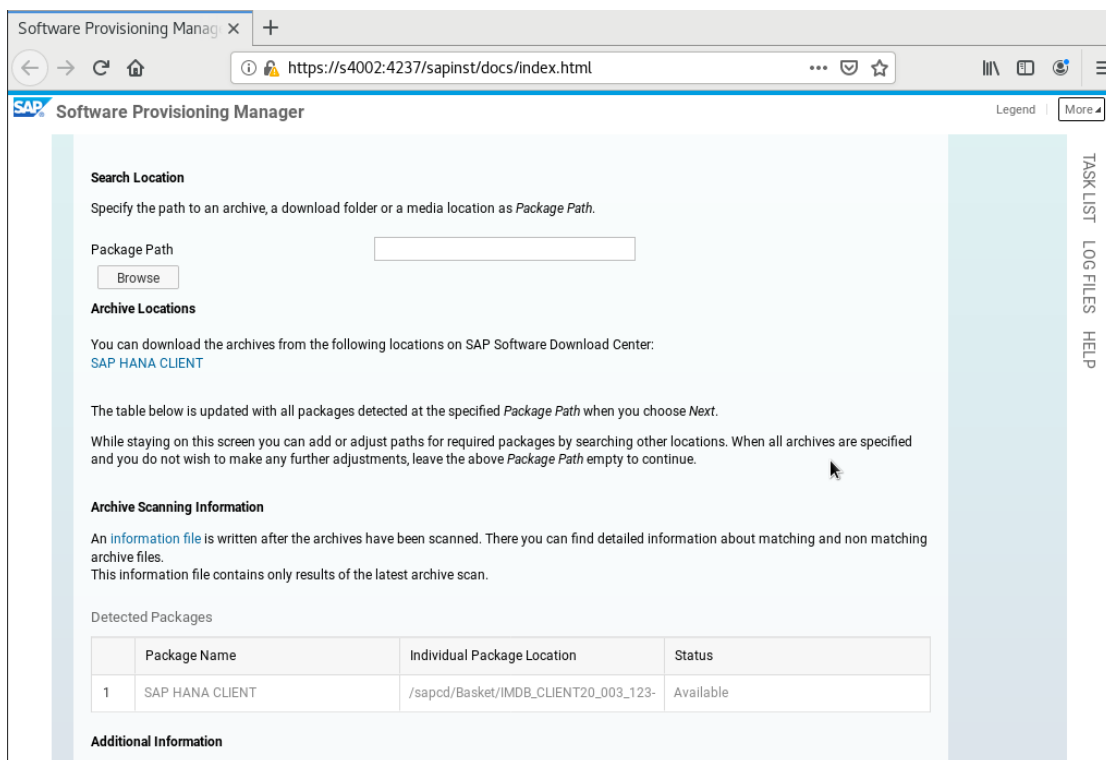 Software Provisioning Manag
https://s4002:4237/sapinst/docs/index.html
SAP Software Provisioning Manager
Legend
More
TASK LIST
LOG FILES
HELP
Search Location
Specify the path to an archive, a download folder or a media location as Package Path.
Package Path
Browse
Archive Locations
You can download the archives from the following locations on SAP Software Download Center:
SAP HANA CLIENT
The table below is updated with all packages detected at the specified Package Path when you choose Next.
While staying on this screen you can add or adjust paths for required packages by searching other locations. When all archives are specified
and you do not wish to make any further adjustments, leave the above Package Path empty to continue.
Archive Scanning Information
An information file is written after the archives have been scanned. There you can find detailed information about matching and non matching
archive files.
This information file contains only results of the latest archive scan.
Detected Packages
Package Name Individual Package Location Status
1 SAP HANA CLIENT /sapcd/Basket/IMDB_CLIENT20_003_123- Available
Additional Information